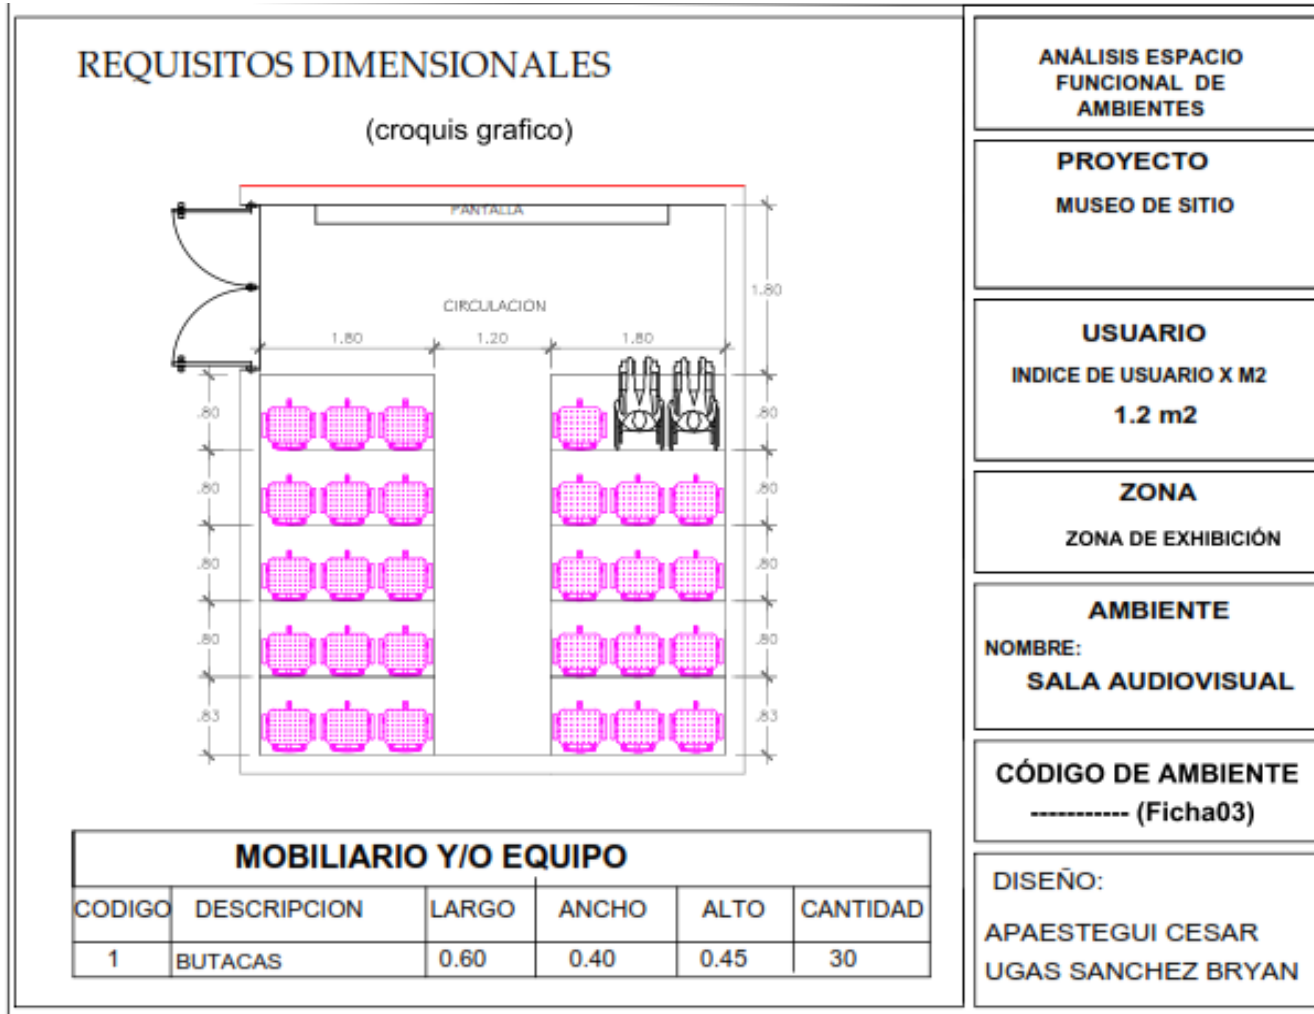 REQUISITOS DIMENSIONALES
(croquis grafico)
PANTALLA
1.80
CIRCULACION
1.80 1.20 1.80
.80 .80
.80 .80
.80 .80
.80 .80
.83 .83
MOBILIARIO Y/O EQUIPO
CODIGO DESCRIPCION LARGO ANCHO ALTO CANTIDAD
1 BUTACAS 0.60 0.40 0.45 30
ANÁLISIS ESPACIO
FUNCIONAL DE
AMBIENTES
PROYECTO
MUSEO DE SITIO
USUARIO
INDICE DE USUARIO X M2
1.2 m2
ZONA
ZONA DE EXHIBICIÓN
AMBIENTE
NOMBRE:
SALA AUDIOVISUAL
CÓDIGO DE AMBIENTE
----------- (Ficha03)
DISEÑO:
APAESTEGUI CESAR
UGAS SANCHEZ BRYAN